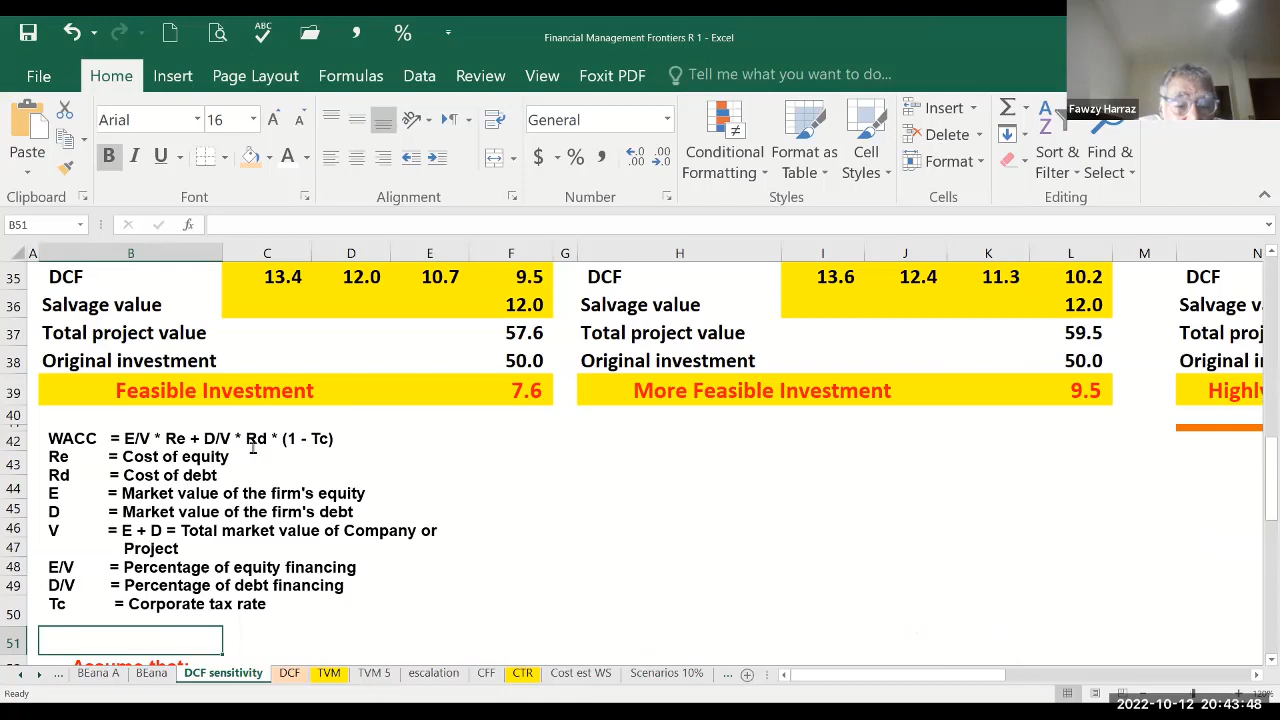 ABC
Financial Management Frontiers R 1 - Excel
File Home Insert Page Layout Formulas Data Review View Foxit PDF Tell me what you want to do...
Fawzy Harraz
Paste
Arial 16
B I U
General
$ %
Conditional Formatting
Format as Table
Cell Styles
Insert
Delete
Format
Sort & Filter
Find & Select
Clipboard Font Alignment Number Styles Cells Editing
B51 fx
A B C D E F G H I J K L M N
35 DCF 13.4 12.0 10.7 9.5 DCF 13.6 12.4 11.3 10.2 DCF
36 Salvage value 12.0 Salvage value 12.0 Salvage
37 Total project value 57.6 Total project value 59.5 Total proj
38 Original investment 50.0 Original investment 50.0 Original in
39 Feasible Investment 7.6 More Feasible Investment 9.5 Highly
40
42 WACC = E/V * Re + D/V * Rd * (1 - Tc)
43 Re = Cost of equity
Rd = Cost of debt
44 E = Market value of the firm's equity
45 D = Market value of the firm's debt
46 V = E + D = Total market value of Company or
47 Project
48 E/V = Percentage of equity financing
49 D/V = Percentage of debt financing
50 Tc = Corporate tax rate
51
Assume that:
... BEana A BEana DCF sensitivity DCF TVM TVM 5 escalation CFF CTR Cost est WS Scenarios 10% ...
Ready 120%
2022-10-12 20:43:48